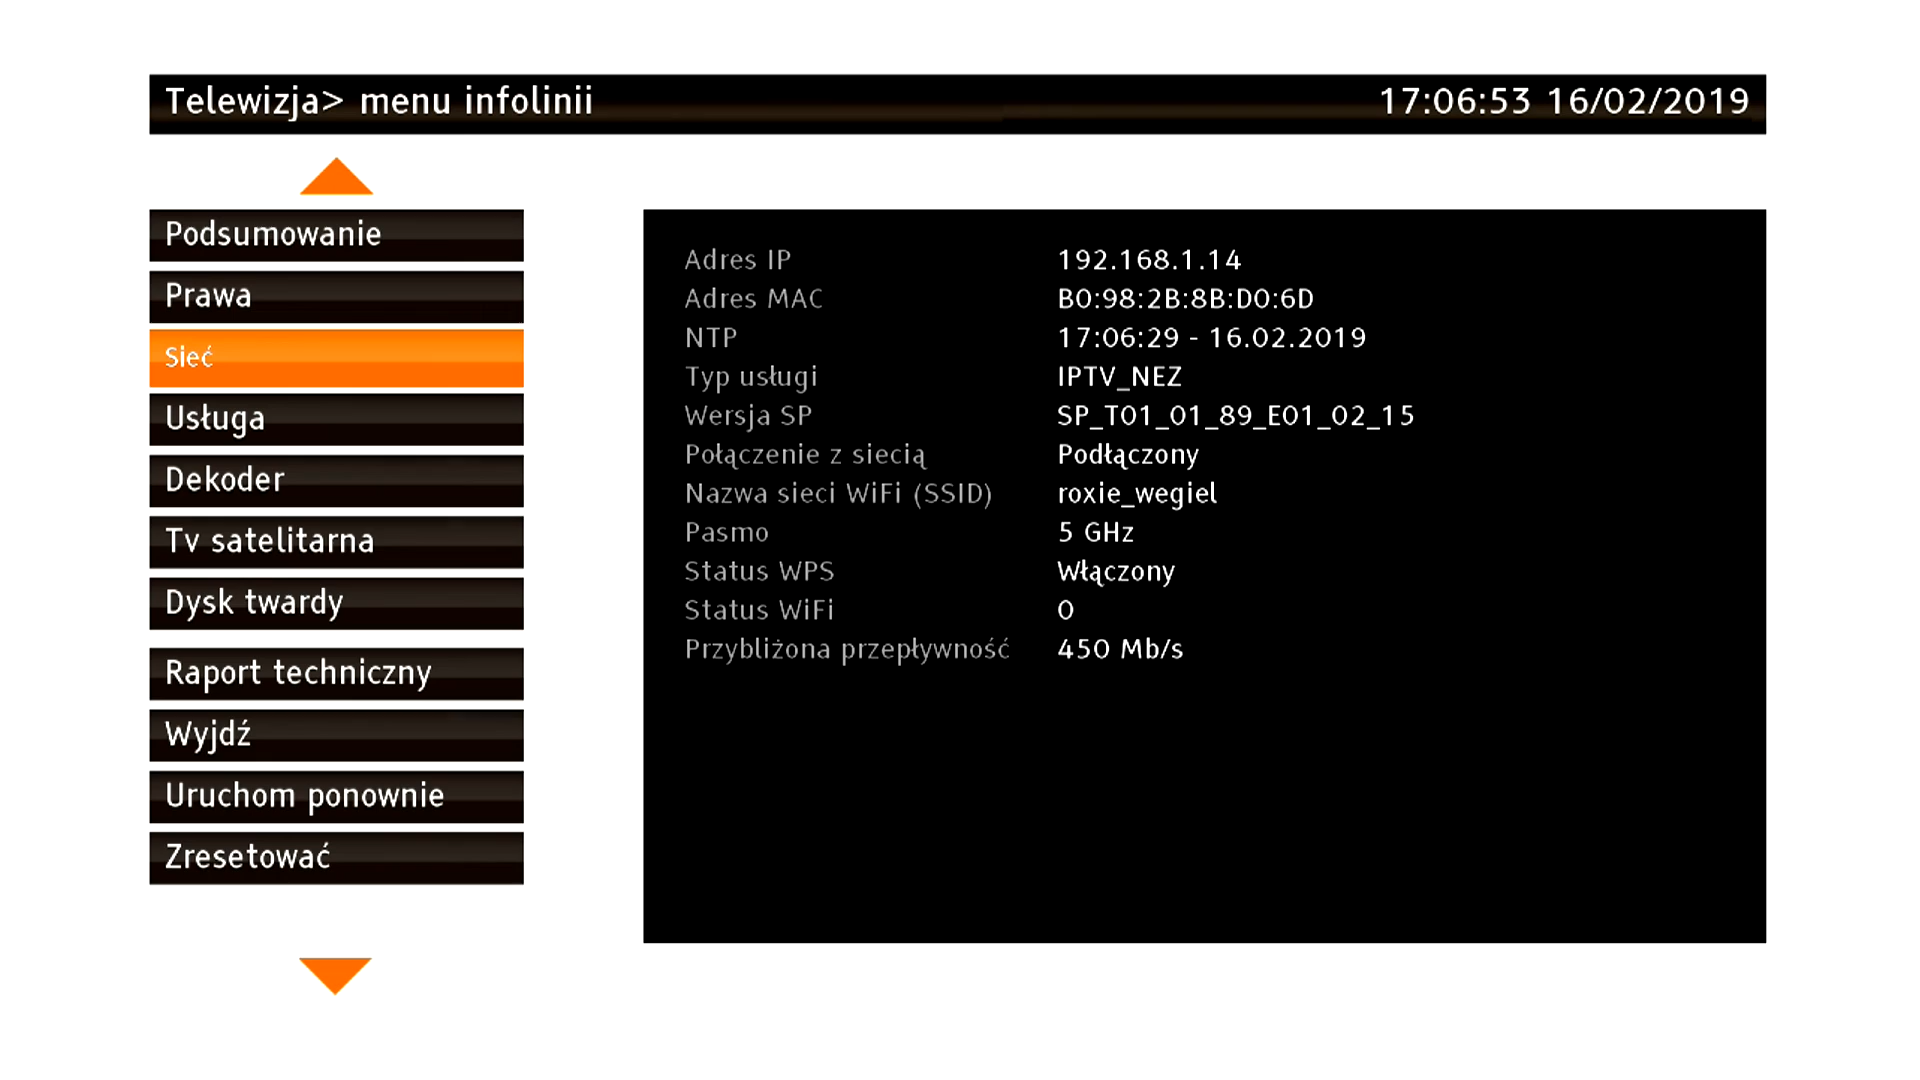 Telewizja> menu infolinii
17:06:53 16/02/2019
Podsumowanie
Prawa
Sieć
Usługa
Dekoder
Tv satelitarna
Dysk twardy
Raport techniczny
Wyjdź
Uruchom ponownie
Zresetować
Adres IP 192.168.1.14
Adres MAC B0:98:2B:8B:D0:6D
NTP 17:06:29 - 16.02.2019
Typ usługi IPTV_NEZ
Wersja SP SP_T01_01_89_E01_02_15
Połączenie z siecią Podłączony
Nazwa sieci WiFi (SSID) roxie_wegiel
Pasmo 5 GHz
Status WPS Włączony
Status WiFi 0
Przybliżona przepływność 450 Mb/s